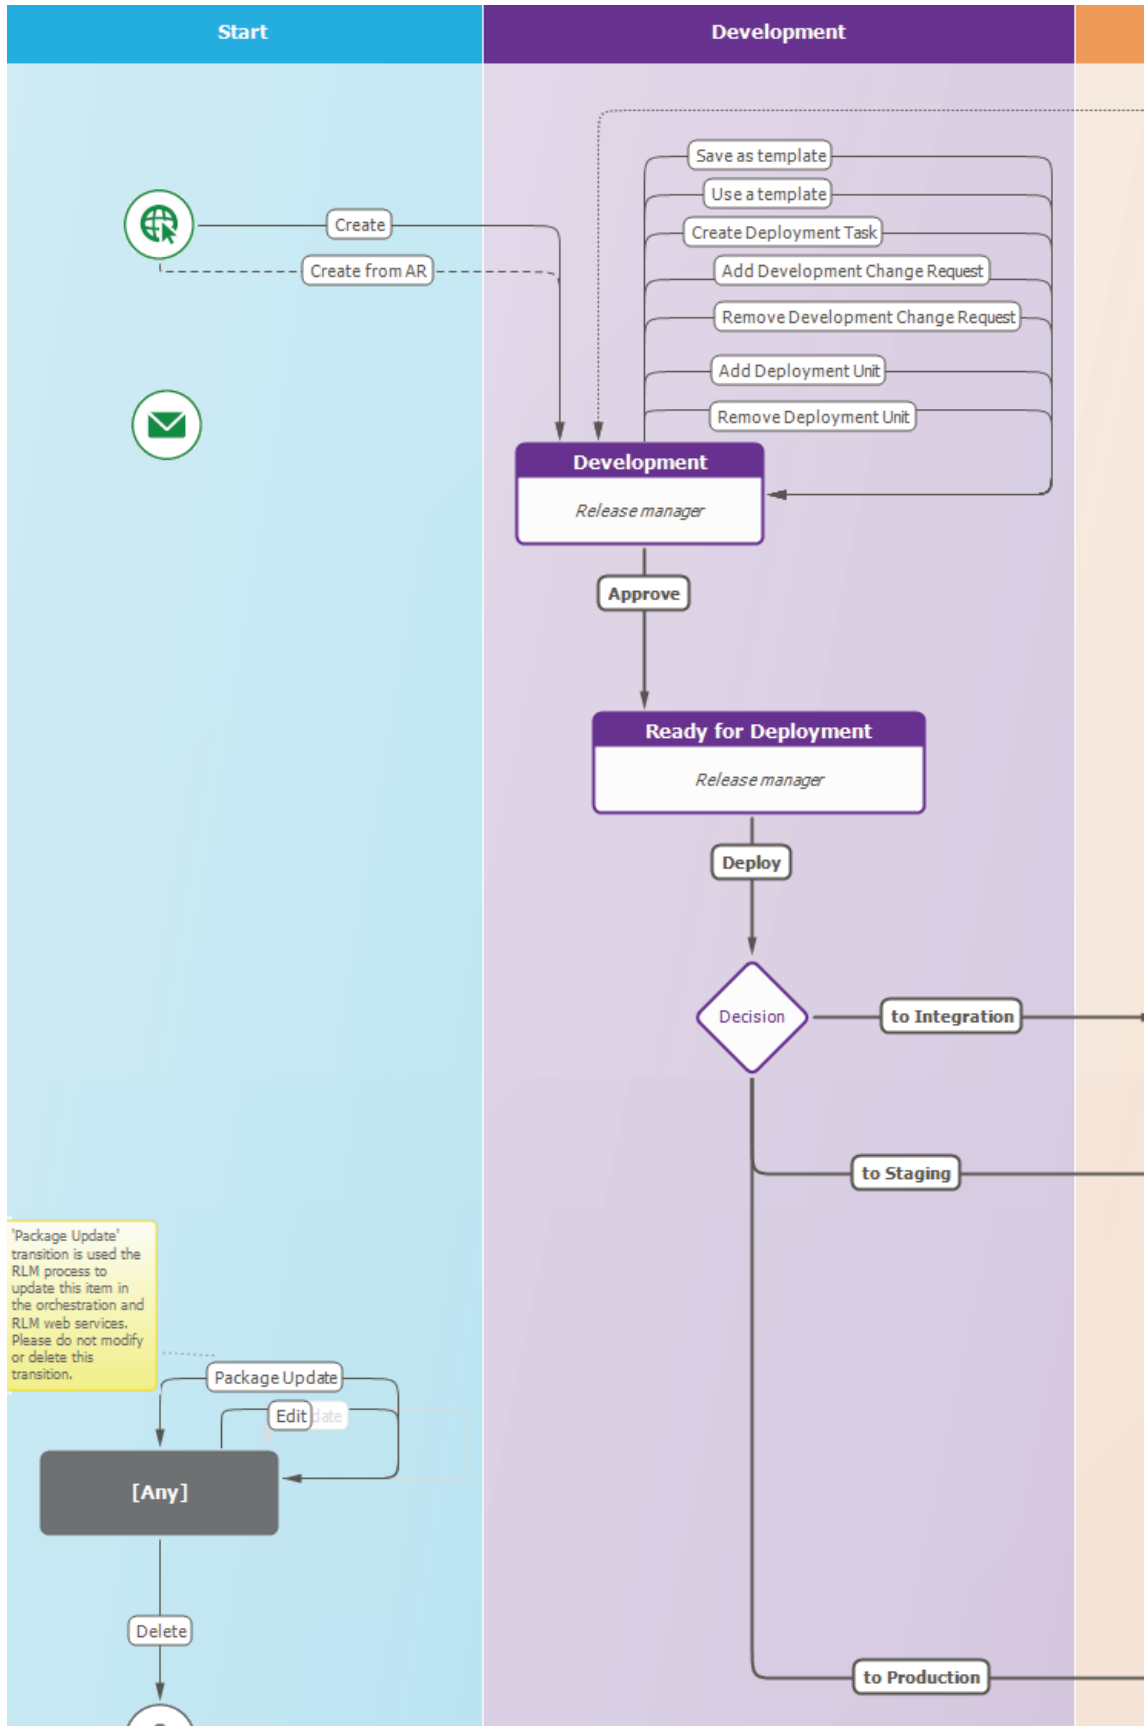 Start
Development
Save as template
Use a template
Create
Create Deployment Task
Create from AR
Add Development Change Request
Remove Development Change Request
Add Deployment Unit
Remove Deployment Unit
Development
Release manager
Approve
Ready for Deployment
Release manager
Deploy
Decision
to Integration
to Staging
'Package Update'
transition is used the
RLM process to
update this item in
the orchestration and
RLM web services.
Please do not modify
or delete this
transition.
Package Update
Edit
[Any]
Delete
to Production